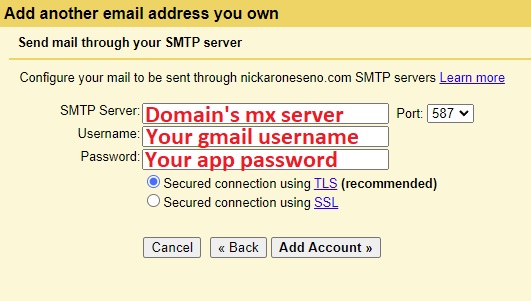 Add another email address you own
Send mail through your SMTP server
Configure your mail to be sent through nickaroneseno.com SMTP servers Learn more
SMTP Server: Domain's mx server Port: 587
Username: Your gmail username
Password: Your app password
Secured connection using TLS (recommended)
Secured connection using SSL
Cancel « Back Add Account »